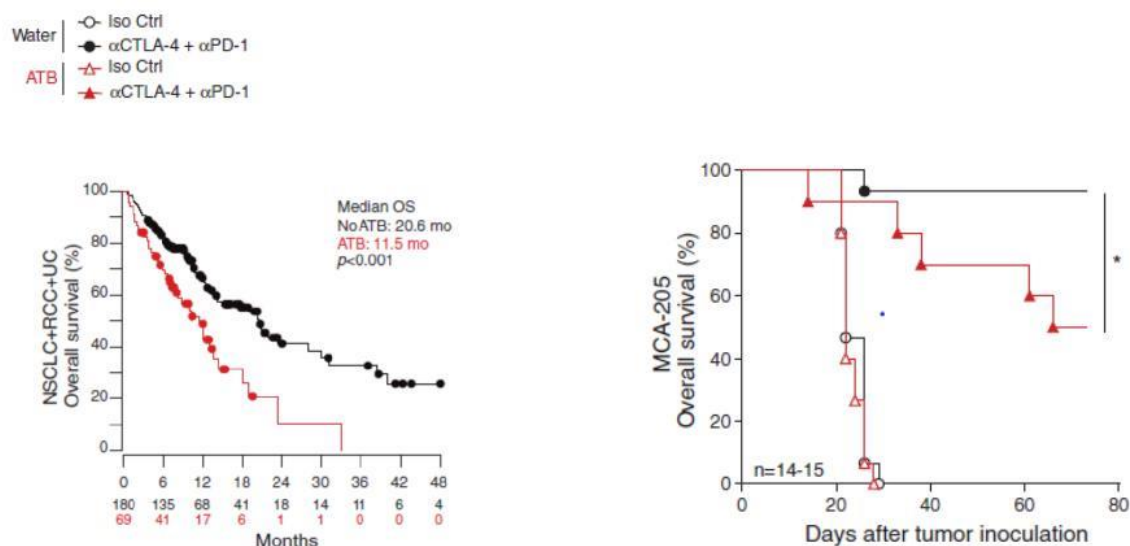 Water
Iso Ctrl
αCTLA-4 + αPD-1
ATB
Iso Ctrl
αCTLA-4 + αPD-1
NSCLC+RCC+UC
Overall survival (%)
100
80
60
40
20
0
Median OS
NoATB: 20.6 mo
ATB: 11.5 mo
p<0.001
0 6 12 18 24 30 36 42 48
180 135 68 41 18 14 11 6 4
69 41 17 6 1 1 0 0 0
Months
MCA-205
Overall survival (%)
100
80
60
40
20
0
*
n=14-15
0 20 40 60 80
Days after tumor inoculation